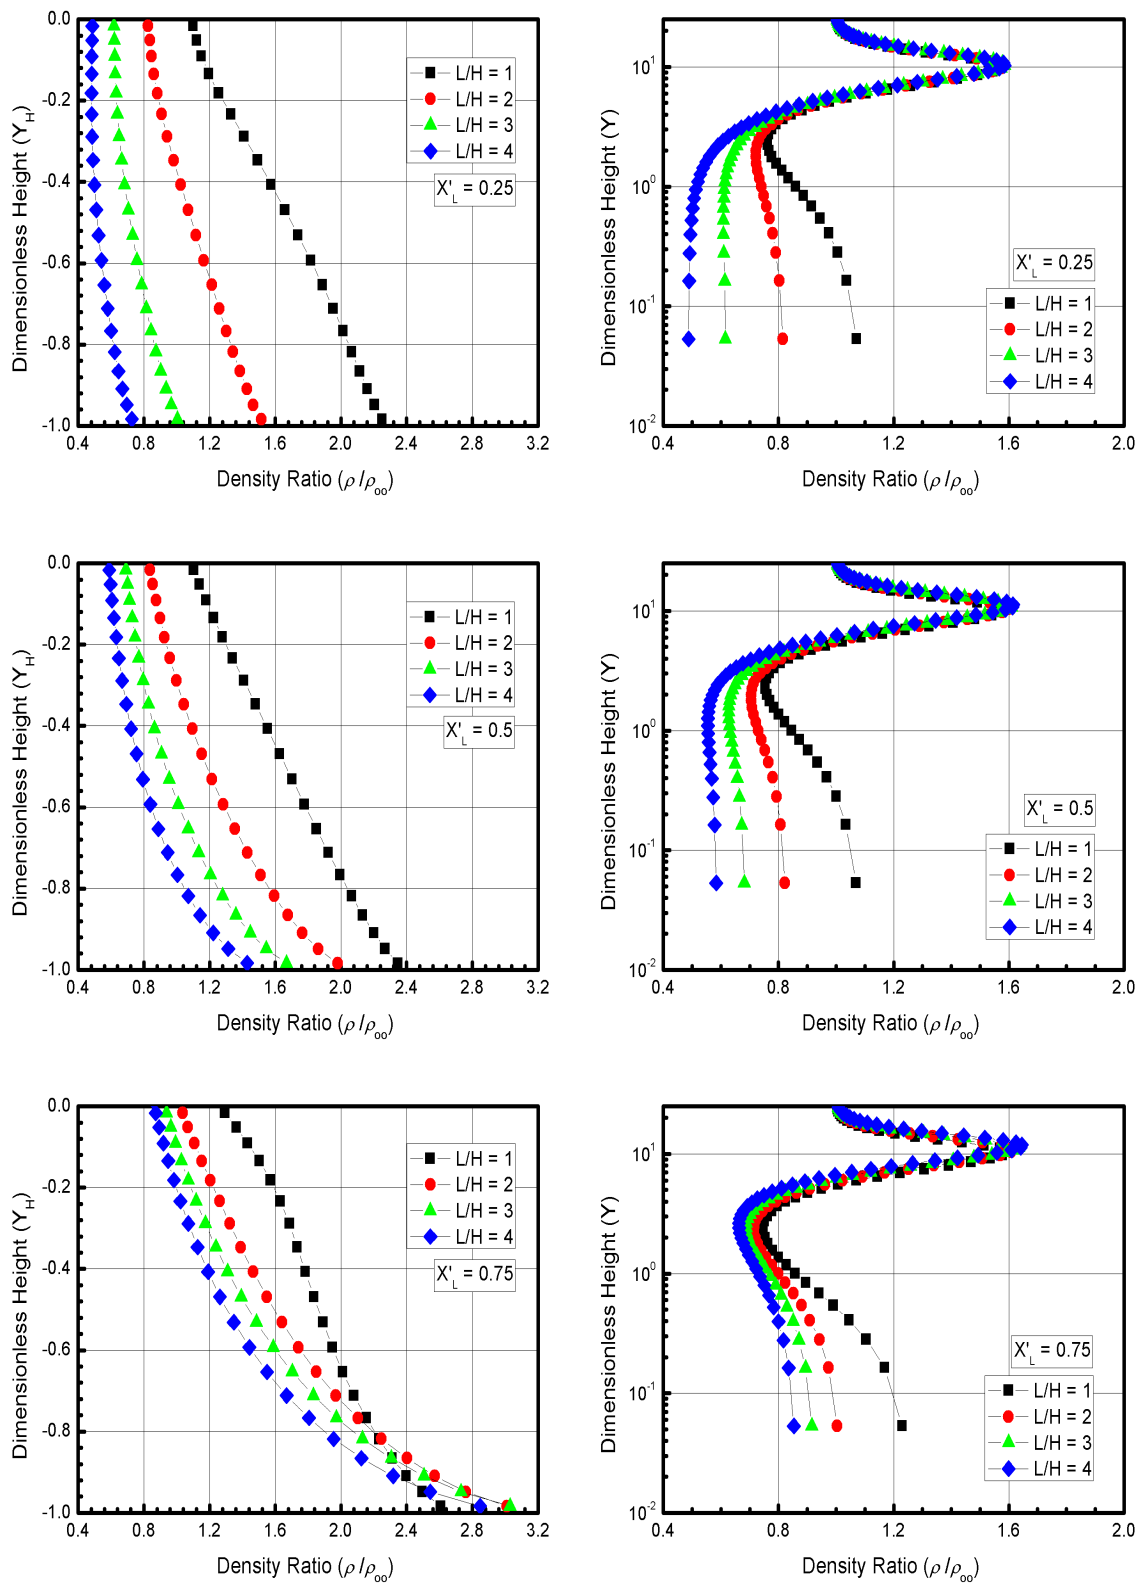 0.0
-0.2
-0.4
-0.6
-0.8
-1.0
0.4 0.8 1.2 1.6 2.0 2.4 2.8 3.2
Dimensionless Height (Y_H)
Density Ratio (ρ/ρ_oo)
L/H = 1
L/H = 2
L/H = 3
L/H = 4
X'_L = 0.25
10^1
10^0
10^-1
10^-2
0.4 0.8 1.2 1.6 2.0
Dimensionless Height (Y)
Density Ratio (ρ/ρ_oo)
X'_L = 0.25
L/H = 1
L/H = 2
L/H = 3
L/H = 4
0.0
-0.2
-0.4
-0.6
-0.8
-1.0
0.4 0.8 1.2 1.6 2.0 2.4 2.8 3.2
Dimensionless Height (Y_H)
Density Ratio (ρ/ρ_oo)
L/H = 1
L/H = 2
L/H = 3
L/H = 4
X'_L = 0.5
10^1
10^0
10^-1
10^-2
0.4 0.8 1.2 1.6 2.0
Dimensionless Height (Y)
Density Ratio (ρ/ρ_oo)
X'_L = 0.5
L/H = 1
L/H = 2
L/H = 3
L/H = 4
0.0
-0.2
-0.4
-0.6
-0.8
-1.0
0.4 0.8 1.2 1.6 2.0 2.4 2.8 3.2
Dimensionless Height (Y_H)
Density Ratio (ρ/ρ_oo)
L/H = 1
L/H = 2
L/H = 3
L/H = 4
X'_L = 0.75
10^1
10^0
10^-1
10^-2
0.4 0.8 1.2 1.6 2.0
Dimensionless Height (Y)
Density Ratio (ρ/ρ_oo)
X'_L = 0.75
L/H = 1
L/H = 2
L/H = 3
L/H = 4